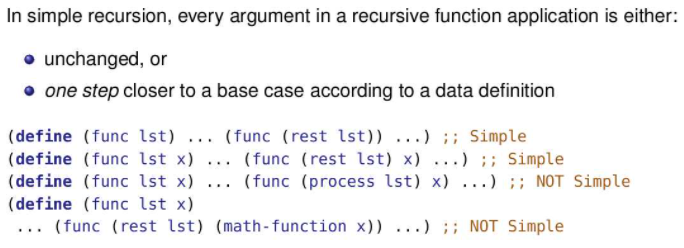 In simple recursion, every argument in a recursive function application is either:
unchanged, or
one step closer to a base case according to a data definition
(define (func lst) ... (func (rest lst)) ...) ;; Simple
(define (func lst x) ... (func (rest lst) x) ...) ;; Simple
(define (func lst x) ... (func (process lst) x) ...) ;; NOT Simple
(define (func lst x)
... (func (rest lst) (math-function x)) ...) ;; NOT Simple